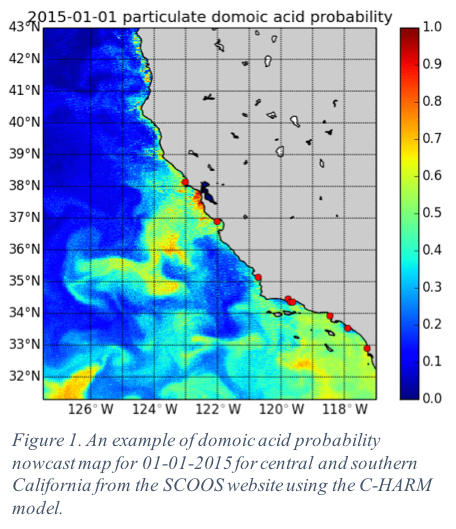 2015-01-01 particulate domoic acid probability
43°N
42°N
41°N
40°N
39°N
38°N
37°N
36°N
35°N
34°N
33°N
32°N
126°W 124°W 122°W 120°W 118°W
1.0
0.9
0.8
0.7
0.6
0.5
0.4
0.3
0.2
0.1
0.0
Figure 1. An example of domoic acid probability
nowcast map for 01-01-2015 for central and southern
California from the SCOOS website using the C-HARM
model.